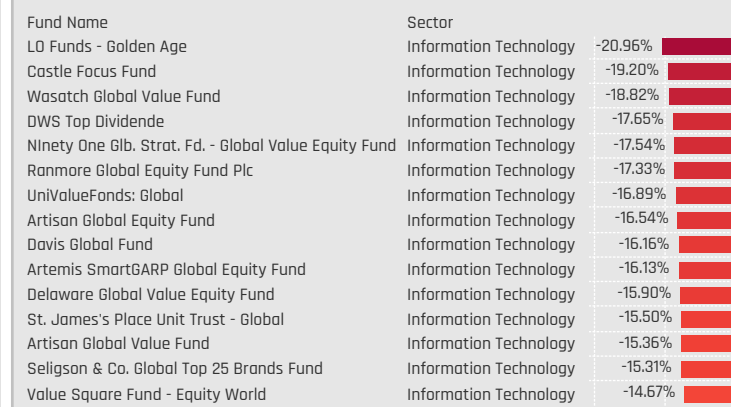 Fund Name Sector
LO Funds - Golden Age Information Technology -20.96%
Castle Focus Fund Information Technology -19.20%
Wasatch Global Value Fund Information Technology -18.82%
DWS Top Dividende Information Technology -17.65%
NInety One Glb. Strat. Fd. - Global Value Equity Fund Information Technology -17.54%
Ranmore Global Equity Fund Plc Information Technology -17.33%
UniValueFonds: Global Information Technology -16.89%
Artisan Global Equity Fund Information Technology -16.54%
Davis Global Fund Information Technology -16.16%
Artemis SmartGARP Global Equity Fund Information Technology -16.13%
Delaware Global Value Equity Fund Information Technology -15.90%
St. James's Place Unit Trust - Global Information Technology -15.50%
Artisan Global Value Fund Information Technology -15.36%
Seligson & Co. Global Top 25 Brands Fund Information Technology -15.31%
Value Square Fund - Equity World Information Technology -14.67%